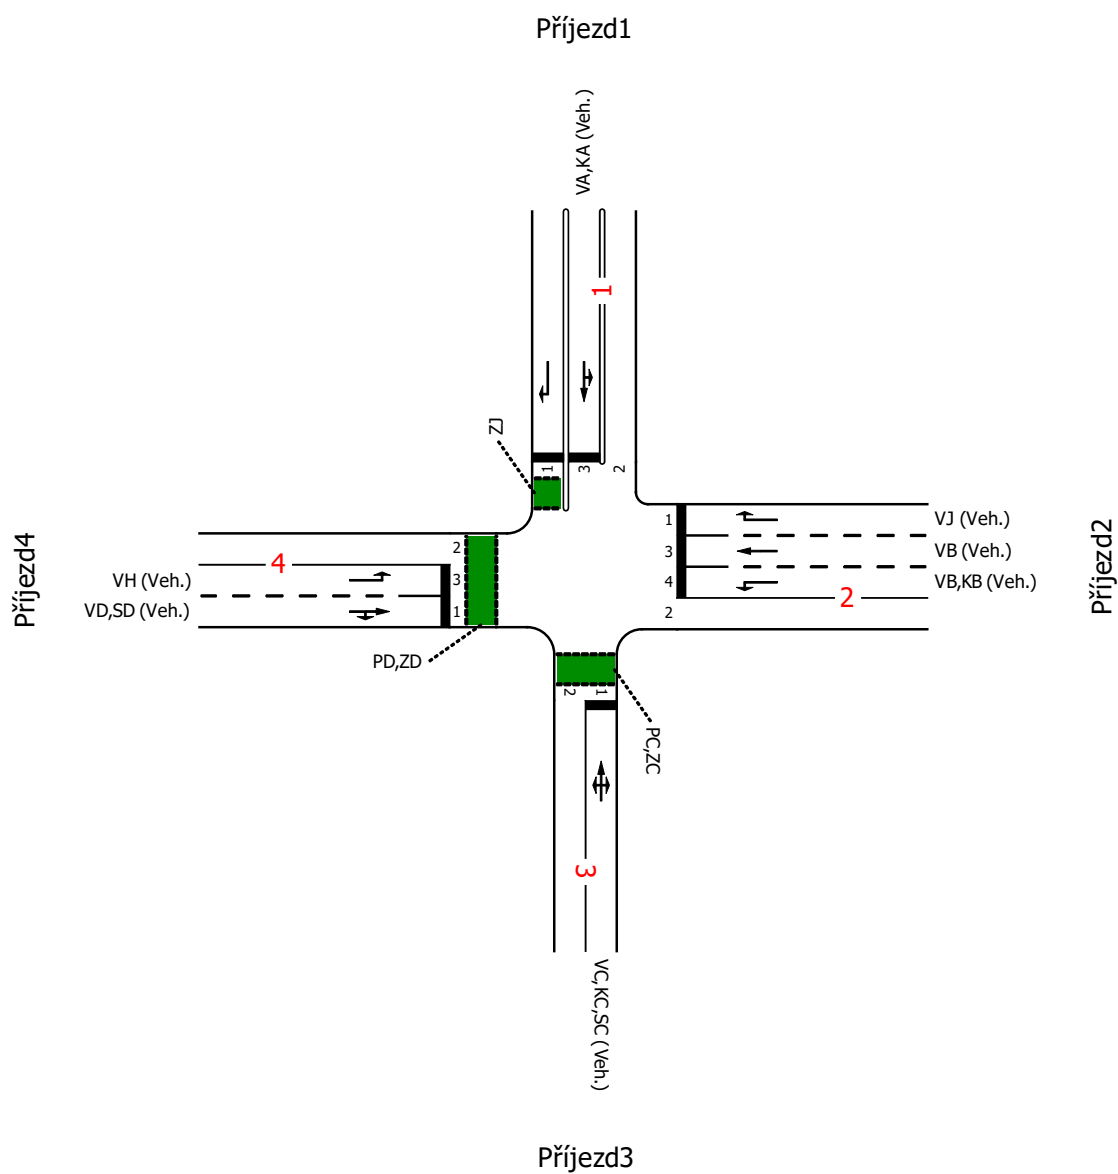 Příjezd1
VA,KA (Veh.)
1
ZJ
1
3
2
1
3
4
2
VJ (Veh.)
VB (Veh.)
VB,KB (Veh.)
2
Příjezd2
Příjezd4
4
VH (Veh.)
VD,SD (Veh.)
2
3
1
PD,ZD
2
1
PC,ZC
3
VC,KC,SC (Veh.)
Příjezd3